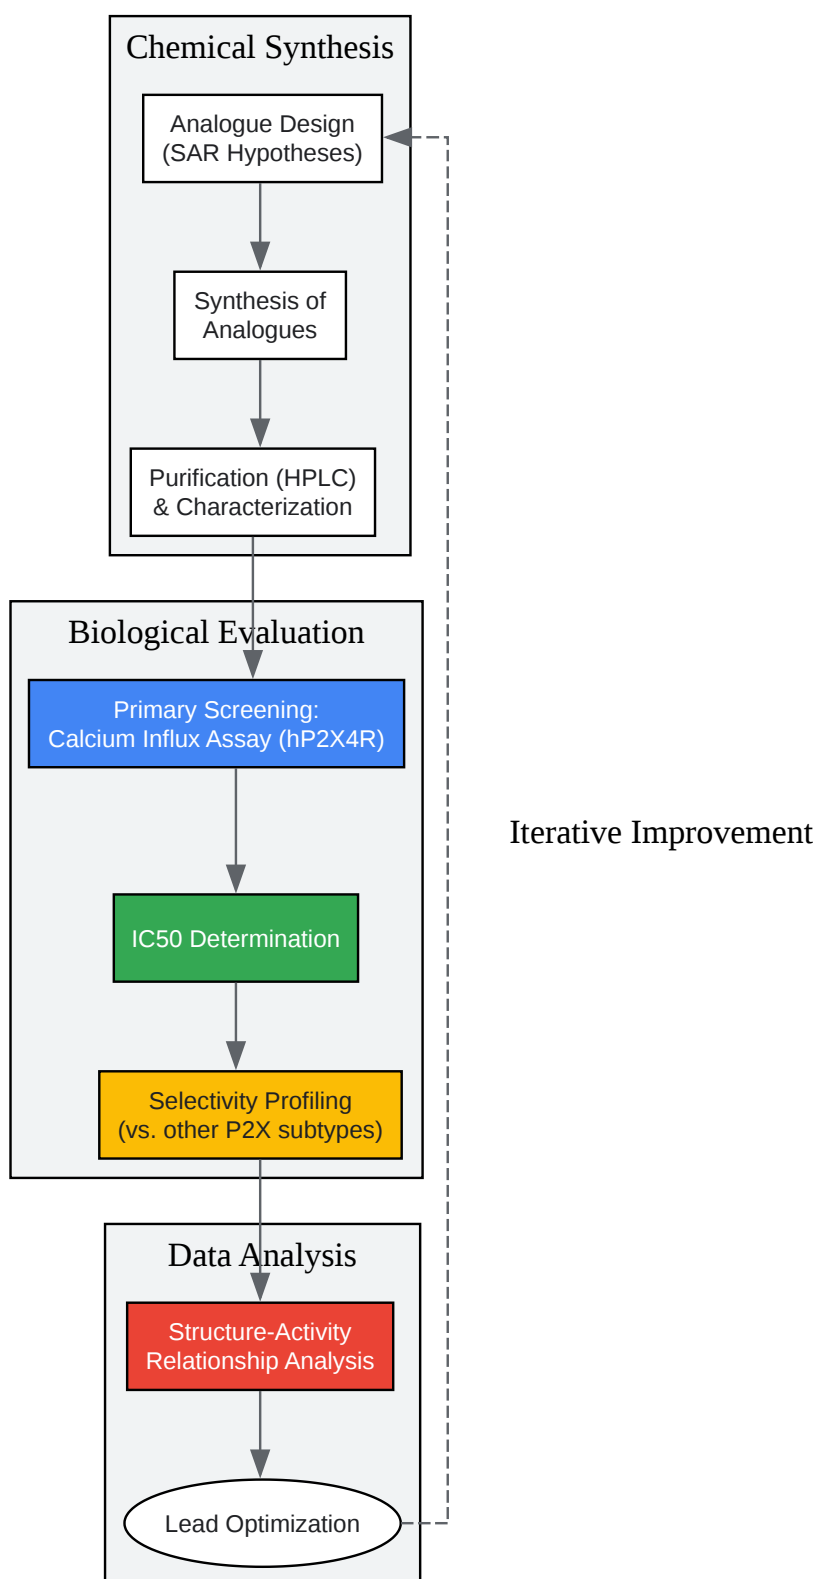 Chemical Synthesis
Analogue Design
(SAR Hypotheses)
Synthesis of
Analogues
Purification (HPLC)
& Characterization
Biological Evaluation
Primary Screening:
Calcium Influx Assay (hP2X4R)
Iterative Improvement
IC50 Determination
Selectivity Profiling
(vs. other P2X subtypes)
Data Analysis
Structure-Activity
Relationship Analysis
Lead Optimization